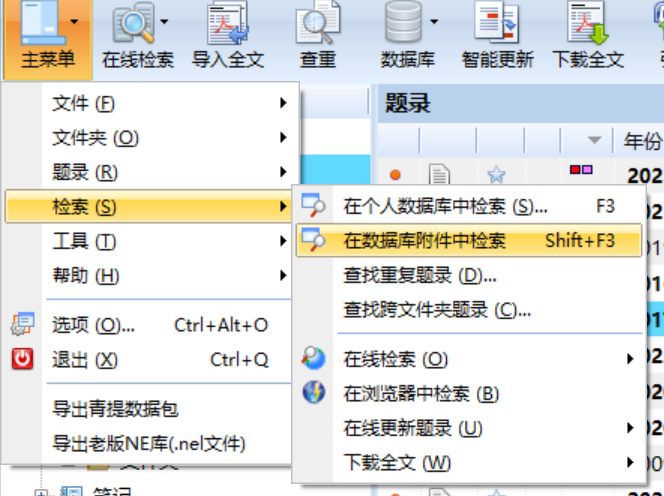 主菜单 在线检索 导入全文 查重 数据库 智能更新 下载全文
题录
年份
文件 (F)
文件夹 (O)
题录 (R)
检索 (S)
工具 (T)
帮助 (H)
选项 (O)... Ctrl+Alt+O
退出 (X) Ctrl+Q
导出青提数据包
导出老版NE库(.nel文件)
在个人数据库中检索 (S)... F3
在数据库附件中检索 Shift+F3
查找重复题录 (D)...
查找跨文件夹题录 (C)...
在线检索 (O)
在浏览器中检索 (B)
在线更新题录 (U)
下载全文 (W)
笔记